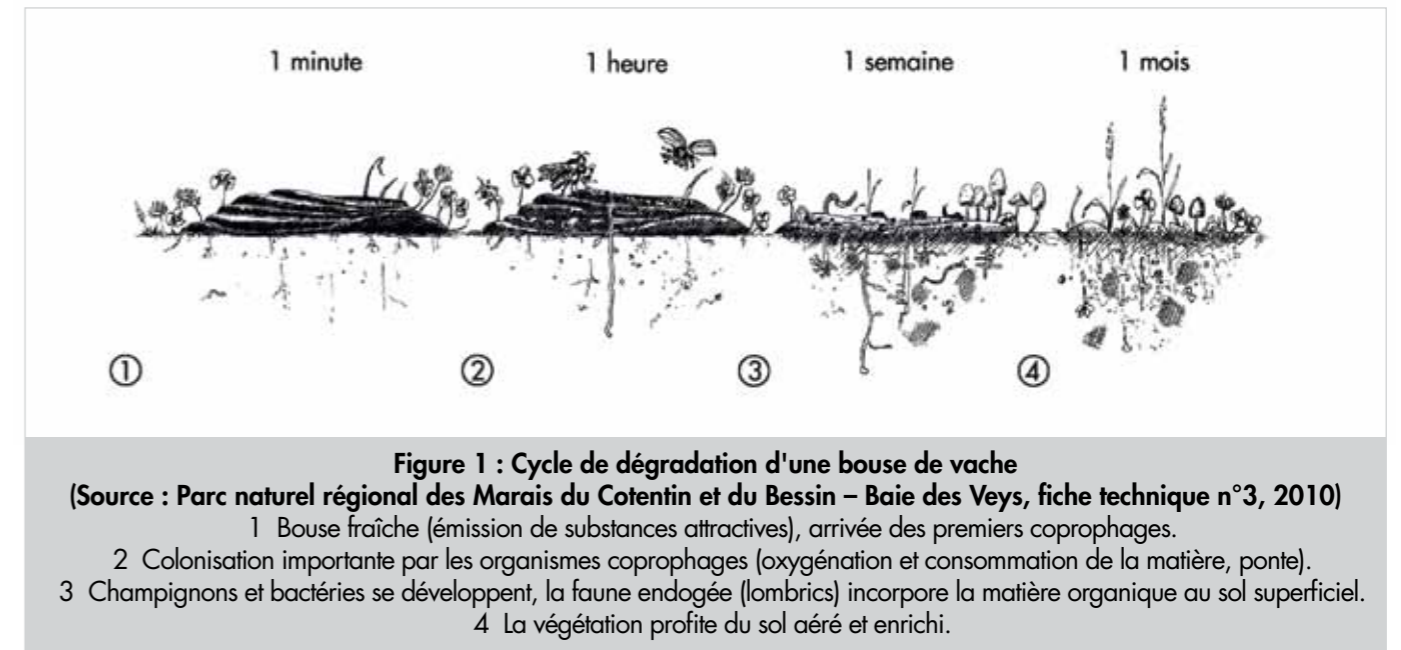 1 minute 1 heure 1 semaine 1 mois
① ② ③ ④
Figure 1 : Cycle de dégradation d'une bouse de vache
(Source : Parc naturel régional des Marais du Cotentin et du Bessin – Baie des Veys, fiche technique n°3, 2010)
1 Bouse fraîche (émission de substances attractives), arrivée des premiers coprophages.
2 Colonisation importante par les organismes coprophages (oxygénation et consommation de la matière, ponte).
3 Champignons et bactéries se développent, la faune endogée (lombrics) incorpore la matière organique au sol superficiel.
4 La végétation profite du sol aéré et enrichi.